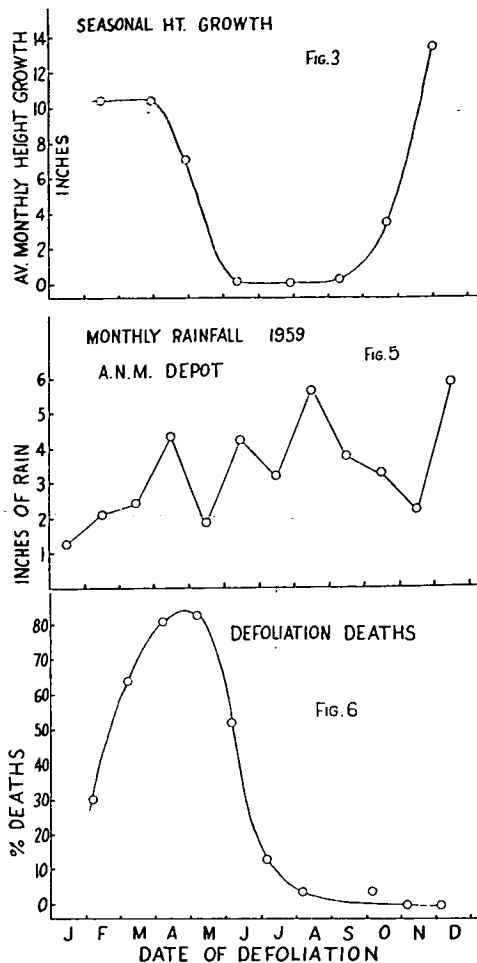 SEASONAL HT. GROWTH
FIG.3
AV. MONTHLY HEIGHT GROWTH
INCHES
14
12
10
8
6
4
2
0
MONTHLY RAINFALL 1959
A.N.M. DEPOT
FIG.5
INCHES OF RAIN
6
5
4
3
2
1
DEFOLIATION DEATHS
FIG.6
% DEATHS
80
70
60
50
40
30
20
10
0
J F M A M J J A S O N D
DATE OF DEFOLIATION